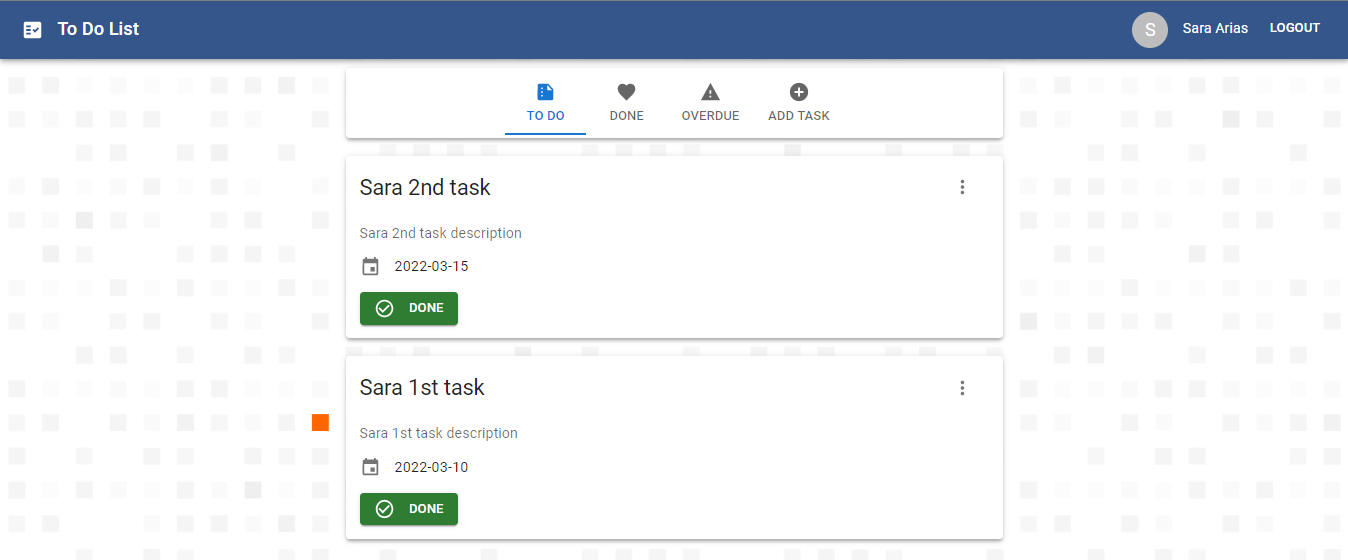 To Do List
S
Sara Arias
LOGOUT
TO DO
DONE
OVERDUE
ADD TASK
Sara 2nd task
Sara 2nd task description
2022-03-15
DONE
Sara 1st task
Sara 1st task description
2022-03-10
DONE